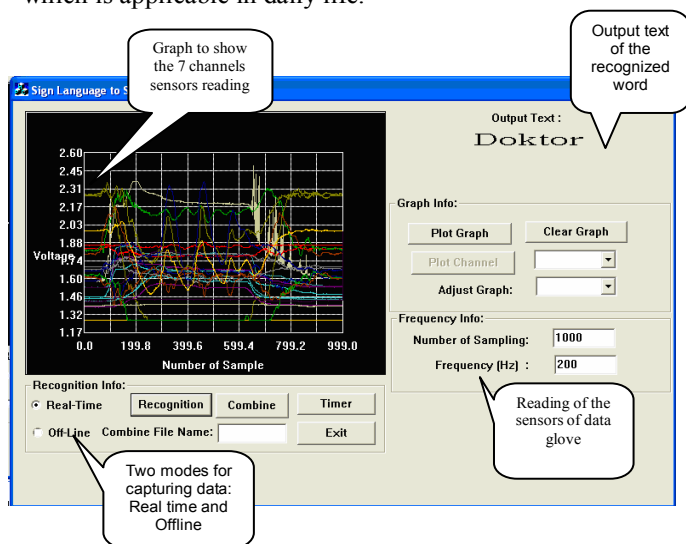 which is applicable in daily life.
Graph to show
the 7 channels
sensors reading
Output text
of the
recognized
word
Sign Language to S
Output Text :
Doktor
2.60
2.45
2.31
2.17
2.03
1.88
Voltage
1.74
1.60
1.46
1.32
1.17
0.0 199.8 399.6 599.4 799.2 999.0
Number of Sample
Graph Info:
Plot Graph Clear Graph
Plot Channel
Adjust Graph:
Frequency Info:
Number of Sampling: 1000
Frequency (Hz) : 200
Recognition Info:
Real-Time Recognition Combine Timer
Off-Line Combine File Name: Exit
Reading of the
sensors of data
glove
Two modes for
capturing data:
Real time and
Offline